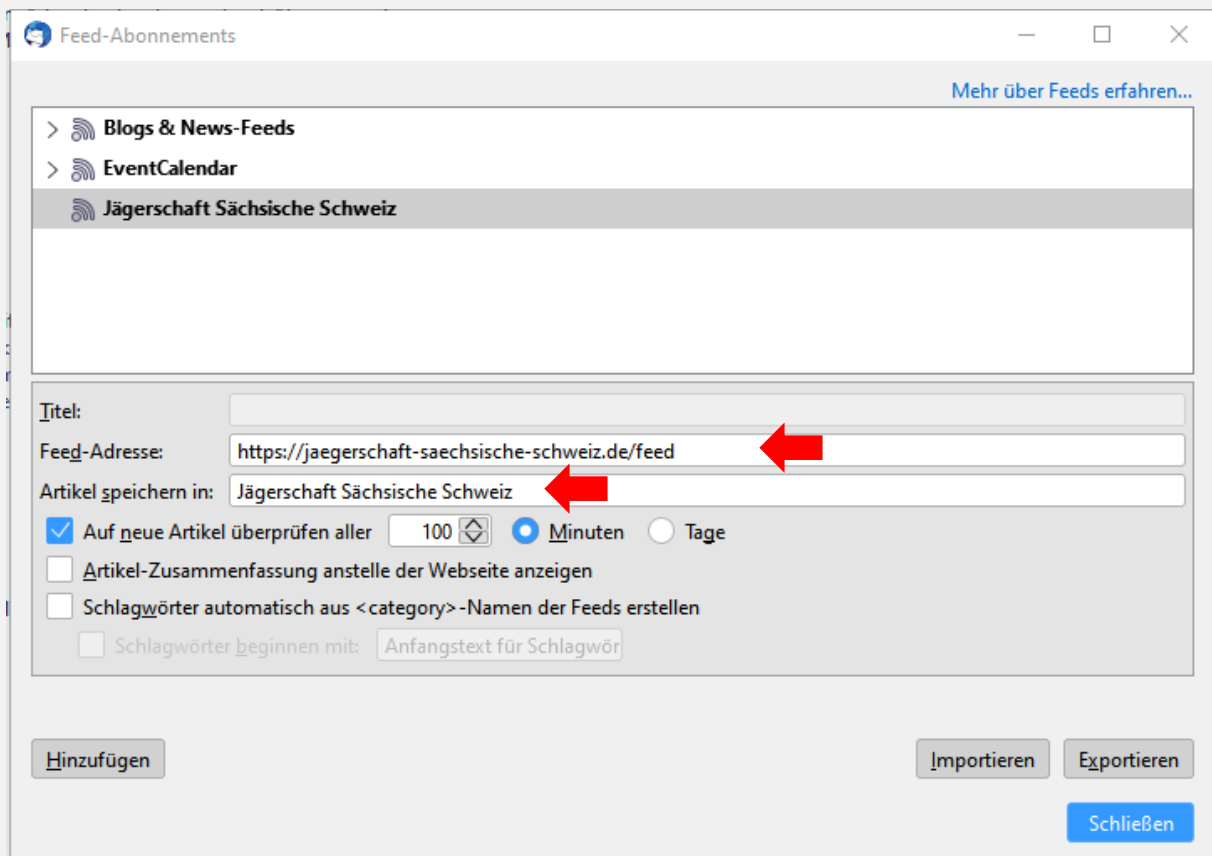 Feed-Abonnements
Mehr über Feeds erfahren...
Blogs & News-Feeds
EventCalendar
Jägerschaft Sächsische Schweiz
Titel:
Feed-Adresse: https://jaegerschaft-saechsische-schweiz.de/feed
Artikel speichern in: Jägerschaft Sächsische Schweiz
Auf neue Artikel überprüfen aller 100 Minuten Tage
Artikel-Zusammenfassung anstelle der Webseite anzeigen
Schlagwörter automatisch aus <category>-Namen der Feeds erstellen
Schlagwörter beginnen mit: Anfangstext für Schlagwör
Hinzufügen Importieren Exportieren
Schließen